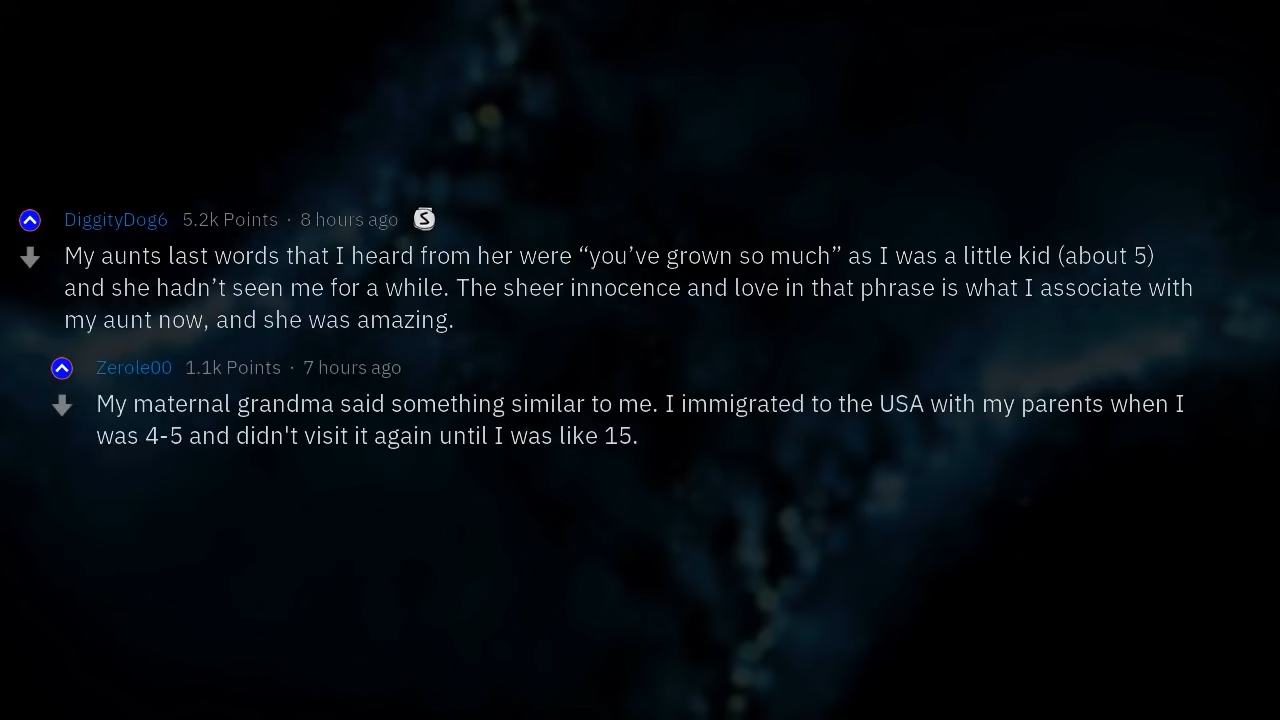 DiggityDog6 5.2k Points · 8 hours ago S
My aunts last words that I heard from her were “you’ve grown so much” as I was a little kid (about 5)
and she hadn’t seen me for a while. The sheer innocence and love in that phrase is what I associate with
my aunt now, and she was amazing.
Zerole00 1.1k Points · 7 hours ago
My maternal grandma said something similar to me. I immigrated to the USA with my parents when I
was 4-5 and didn't visit it again until I was like 15.